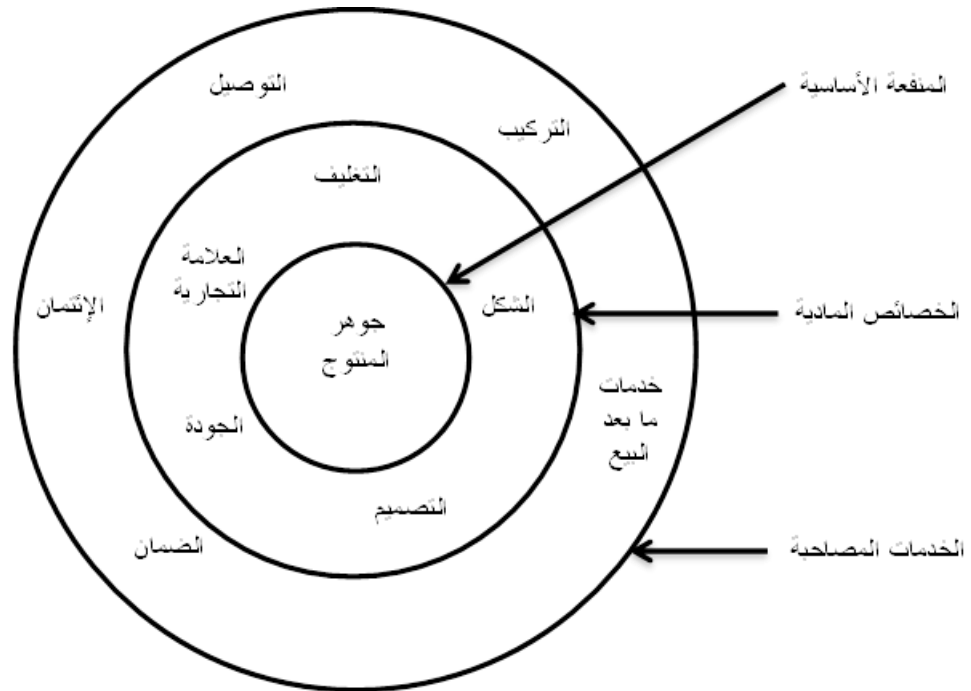 التوصيل
المنفعة الأساسية
التركيب
التغليف
العلامة
التجارية
الإئتمان
الشكل
الخصائص المادية
جوهر
المنتوج
خدمات
ما بعد
البيع
الجودة
التصميم
الضمان
الخدمات المصاحبة